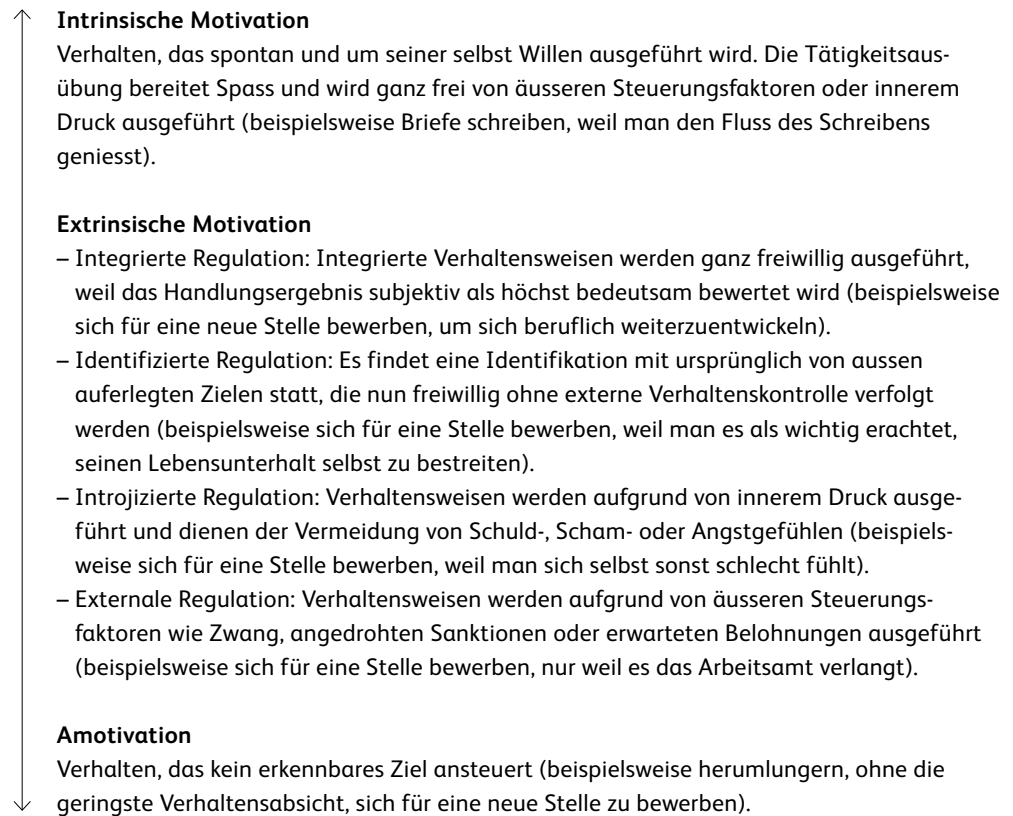 Intrinsische Motivation
Verhalten, das spontan und um seiner selbst Willen ausgeführt wird. Die Tätigkeitsaus-
übung bereitet Spass und wird ganz frei von äusseren Steuerungsfaktoren oder innerem
Druck ausgeführt (beispielsweise Briefe schreiben, weil man den Fluss des Schreibens
geniesst).
Extrinsische Motivation
– Integrierte Regulation: Integrierte Verhaltensweisen werden ganz freiwillig ausgeführt,
weil das Handlungsergebnis subjektiv als höchst bedeutsam bewertet wird (beispielsweise
sich für eine neue Stelle bewerben, um sich beruflich weiterzuentwickeln).
– Identifizierte Regulation: Es findet eine Identifikation mit ursprünglich von aussen
auferlegten Zielen statt, die nun freiwillig ohne externe Verhaltenskontrolle verfolgt
werden (beispielsweise sich für eine Stelle bewerben, weil man es als wichtig erachtet,
seinen Lebensunterhalt selbst zu bestreiten).
– Introjizierte Regulation: Verhaltensweisen werden aufgrund von innerem Druck ausge-
führt und dienen der Vermeidung von Schuld-, Scham- oder Angstgefühlen (beispiels-
weise sich für eine Stelle bewerben, weil man sich selbst sonst schlecht fühlt).
– Externale Regulation: Verhaltensweisen werden aufgrund von äusseren Steuerungs-
faktoren wie Zwang, angedrohten Sanktionen oder erwarteten Belohnungen ausgeführt
(beispielsweise sich für eine Stelle bewerben, nur weil es das Arbeitsamt verlangt).
Amotivation
Verhalten, das kein erkennbares Ziel ansteuert (beispielsweise herumlungern, ohne die
geringste Verhaltensabsicht, sich für eine neue Stelle zu bewerben).